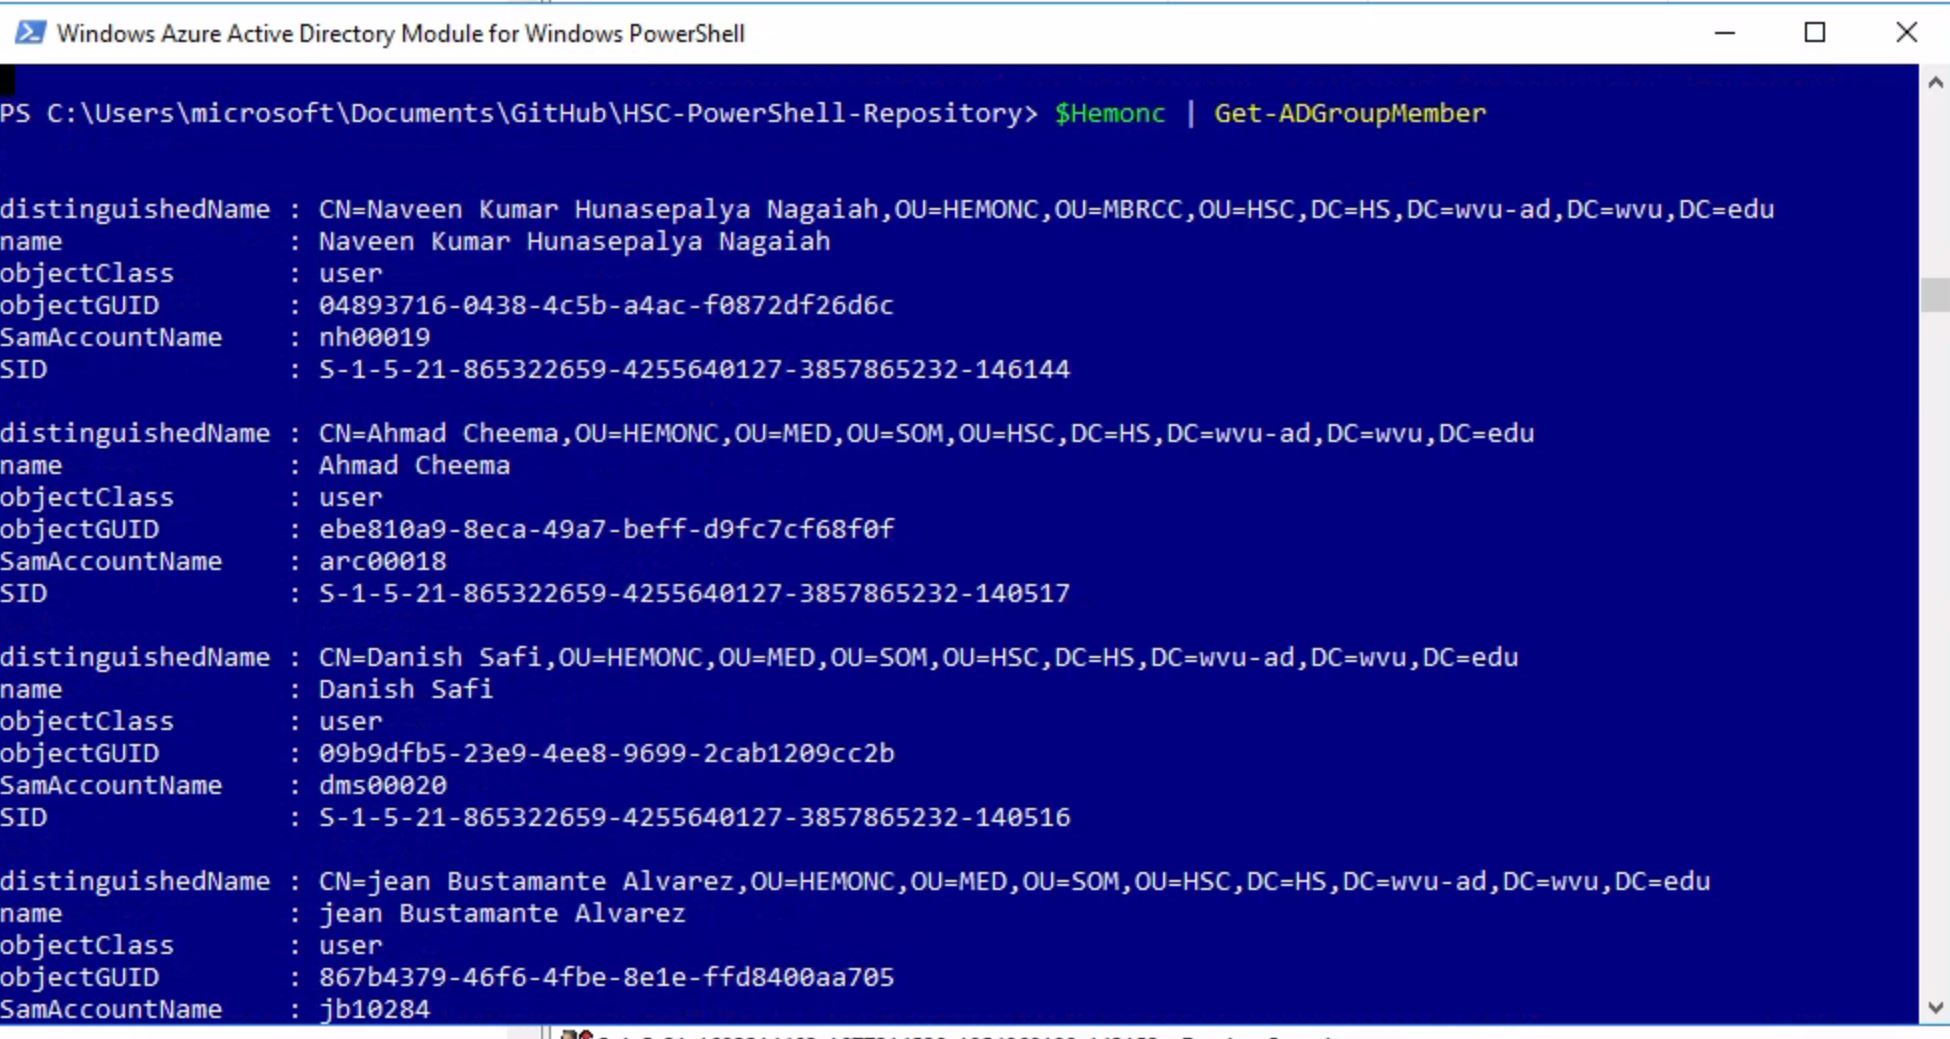 Windows Azure Active Directory Module for Windows PowerShell
PS C:\Users\microsoft\Documents\GitHub\HSC-PowerShell-Repository> $Hemonc | Get-ADGroupMember
distinguishedName : CN=Naveen Kumar Hunasepalya Nagaiah,OU=HEMONC,OU=MBRCC,OU=HSC,DC=HS,DC=wvu-ad,DC=wvu,DC=edu
name : Naveen Kumar Hunasepalya Nagaiah
objectClass : user
objectGUID : 04893716-0438-4c5b-a4ac-f0872df26d6c
SamAccountName : nh00019
SID : S-1-5-21-865322659-4255640127-3857865232-146144
distinguishedName : CN=Ahmad Cheema,OU=HEMONC,OU=MED,OU=SOM,OU=HSC,DC=HS,DC=wvu-ad,DC=wvu,DC=edu
name : Ahmad Cheema
objectClass : user
objectGUID : ebe810a9-8eca-49a7-beff-d9fc7cf68f0f
SamAccountName : arc00018
SID : S-1-5-21-865322659-4255640127-3857865232-140517
distinguishedName : CN=Danish Safi,OU=HEMONC,OU=MED,OU=SOM,OU=HSC,DC=HS,DC=wvu-ad,DC=wvu,DC=edu
name : Danish Safi
objectClass : user
objectGUID : 09b9dfb5-23e9-4ee8-9699-2cab1209cc2b
SamAccountName : dms00020
SID : S-1-5-21-865322659-4255640127-3857865232-140516
distinguishedName : CN=jean Bustamante Alvarez,OU=HEMONC,OU=MED,OU=SOM,OU=HSC,DC=HS,DC=wvu-ad,DC=wvu,DC=edu
name : jean Bustamante Alvarez
objectClass : user
objectGUID : 867b4379-46f6-4fbe-8e1e-ffd8400aa705
SamAccountName : jb10284